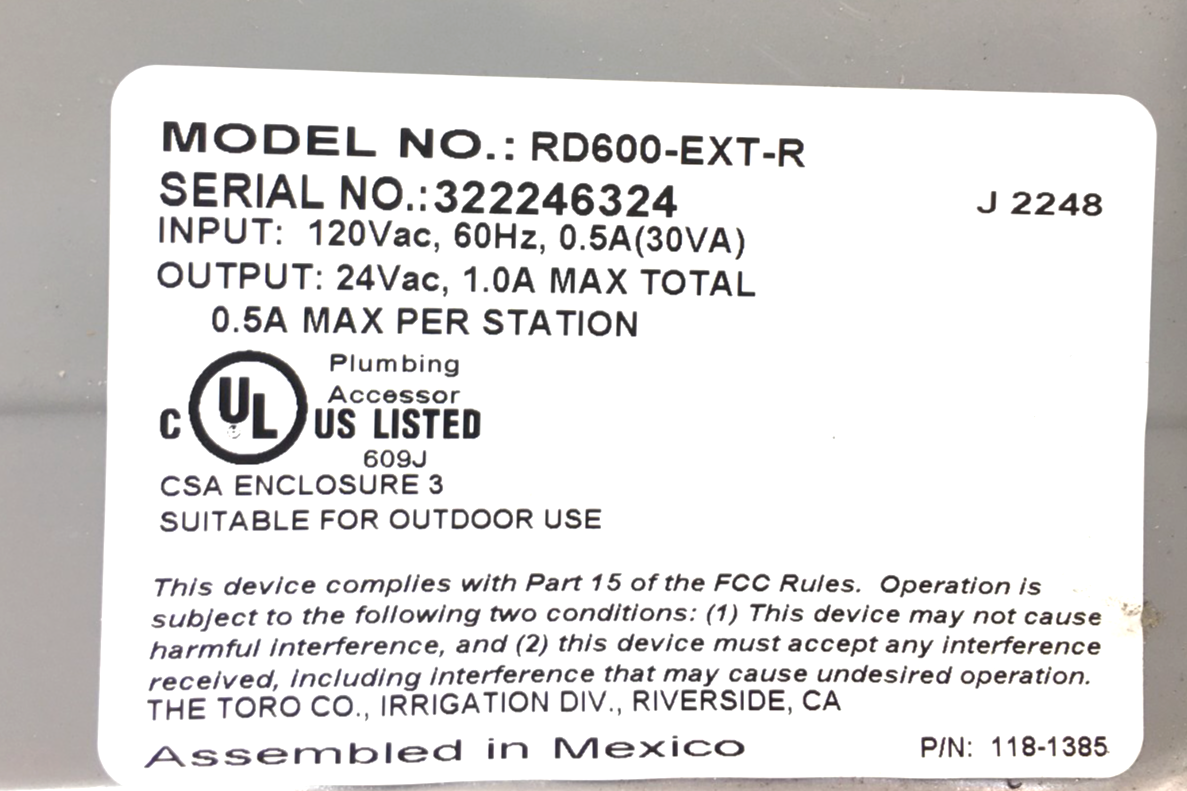 MODEL NO.: RD600-EXT-R
SERIAL NO.:322246324 J 2248
INPUT: 120Vac, 60Hz, 0.5A(30VA)
OUTPUT: 24Vac, 1.0A MAX TOTAL
0.5A MAX PER STATION
Plumbing
Accessor
C UL US LISTED
609J
CSA ENCLOSURE 3
SUITABLE FOR OUTDOOR USE
This device complies with Part 15 of the FCC Rules. Operation is
subject to the following two conditions: (1) This device may not cause
harmful interference, and (2) this device must accept any interference
received, including interference that may cause undesired operation.
THE TORO CO., IRRIGATION DIV., RIVERSIDE, CA
Assembled in Mexico P/N: 118-1385